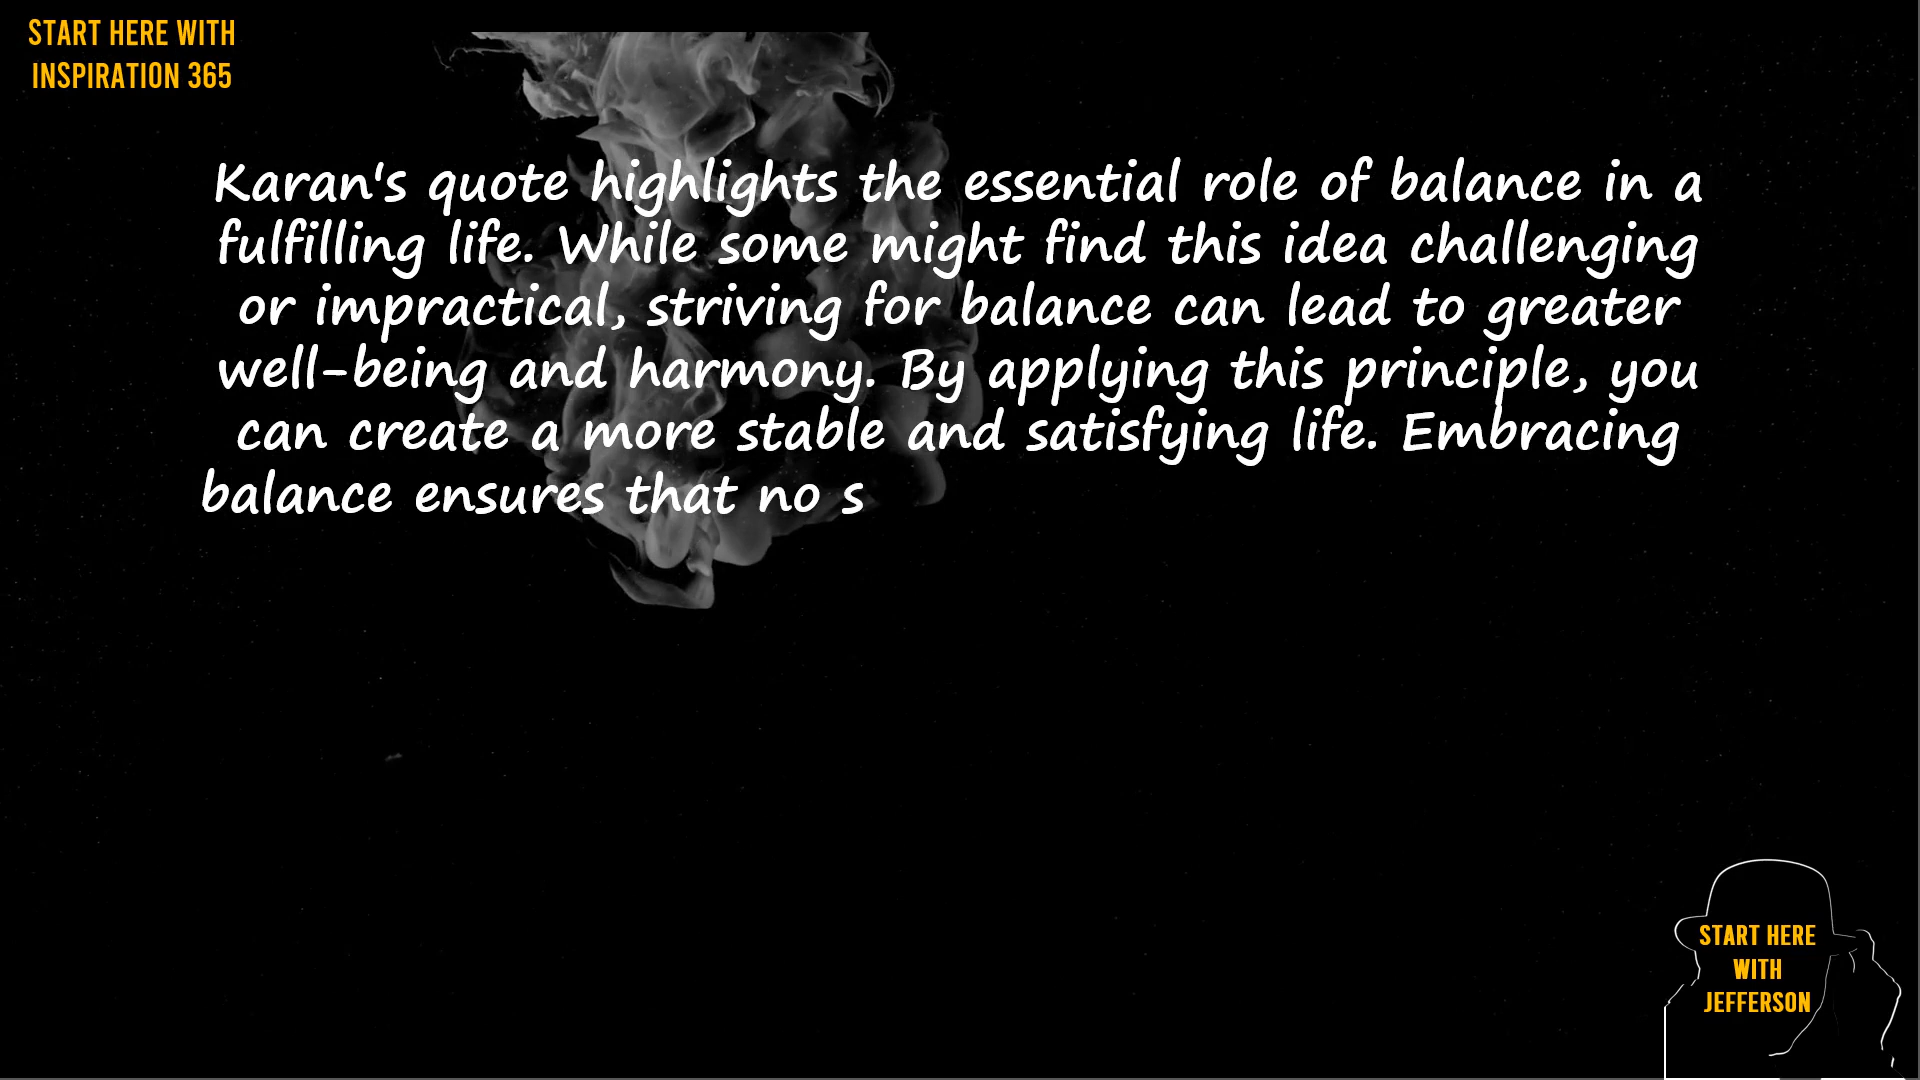 START HERE WITH
INSPIRATION 365
Karan's quote highlights the essential role of balance in a
fulfilling life. While some might find this idea challenging
or impractical, striving for balance can lead to greater
well-being and harmony. By applying this principle, you
can create a more stable and satisfying life. Embracing
balance ensures that no s
START HERE
WITH
JEFFERSON